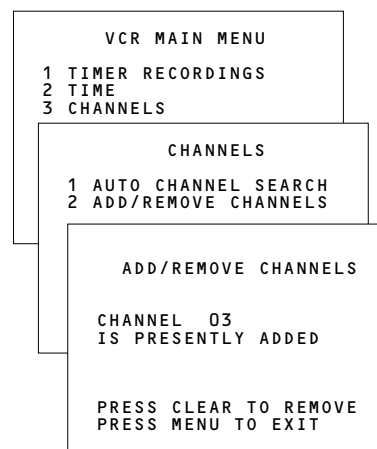 VCR MAIN MENU
1 TIMER RECORDINGS
2 TIME
3 CHANNELS
CHANNELS
1 AUTO CHANNEL SEARCH
2 ADD/REMOVE CHANNELS
ADD/REMOVE CHANNELS
CHANNEL 03
IS PRESENTLY ADDED
PRESS CLEAR TO REMOVE
PRESS MENU TO EXIT